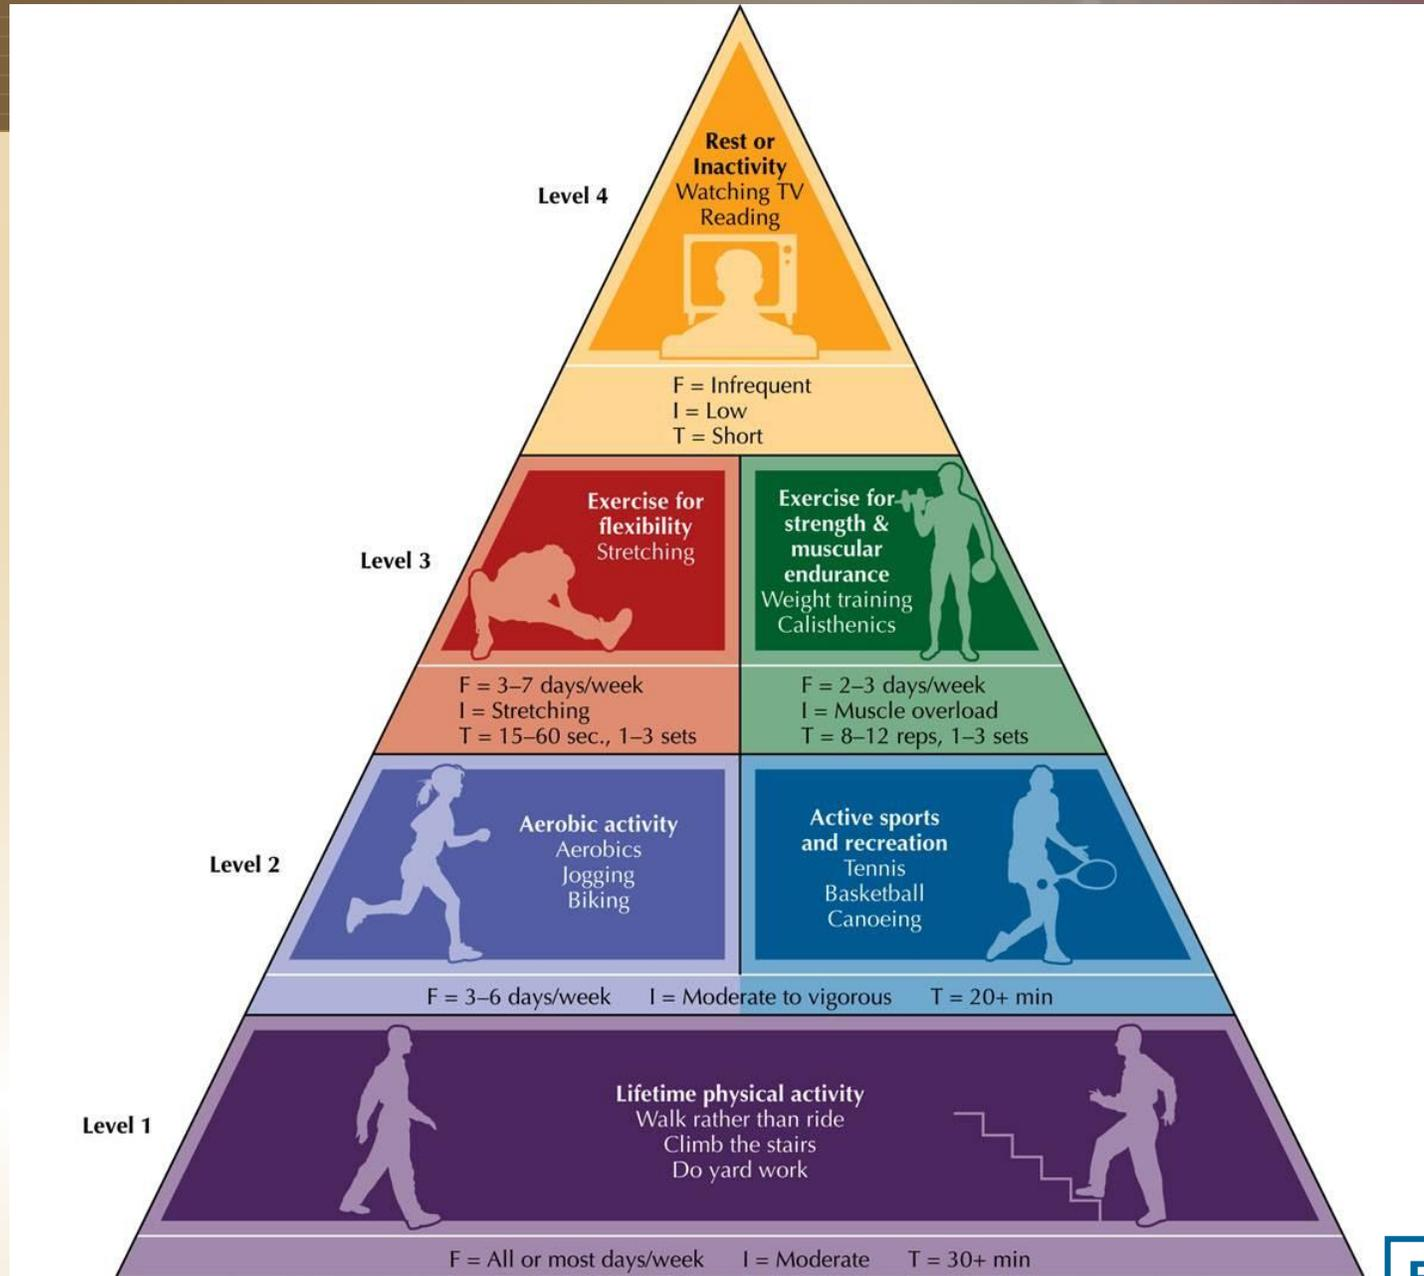 Level 4
Rest or
Inactivity
Watching TV
Reading
F = Infrequent
I = Low
T = Short
Level 3
Exercise for
flexibility
Stretching
F = 3–7 days/week
I = Stretching
T = 15–60 sec., 1–3 sets
Exercise for
strength &
muscular
endurance
Weight training
Calisthenics
F = 2–3 days/week
I = Muscle overload
T = 8–12 reps, 1–3 sets
Level 2
Aerobic activity
Aerobics
Jogging
Biking
Active sports
and recreation
Tennis
Basketball
Canoeing
F = 3–6 days/week I = Moderate to vigorous T = 20+ min
Level 1
Lifetime physical activity
Walk rather than ride
Climb the stairs
Do yard work
F = All or most days/week I = Moderate T = 30+ min